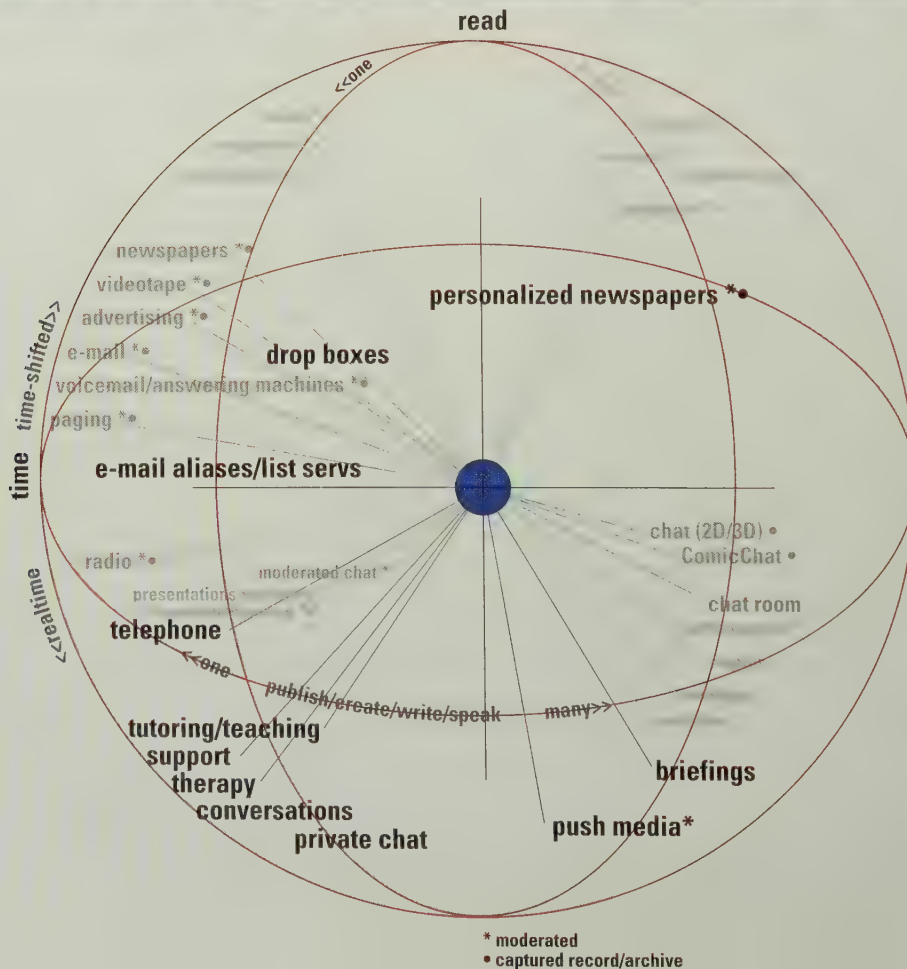 read
<<one
newspapers *•
videotape *•
personalized newspapers *•
advertising *•
time-shifted>>
e-mail *•
drop boxes
voicemail/answering machines *•
paging *•
e-mail aliases/list servs
time
chat (2D/3D) •
ComicChat •
radio *•
moderated chat *
presentations
chat room
<<realtime
telephone
<<one
publish/create/write/speak
many>>
tutoring/teaching
support
therapy
briefings
conversations
push media*
private chat
* moderated
• captured record/archive